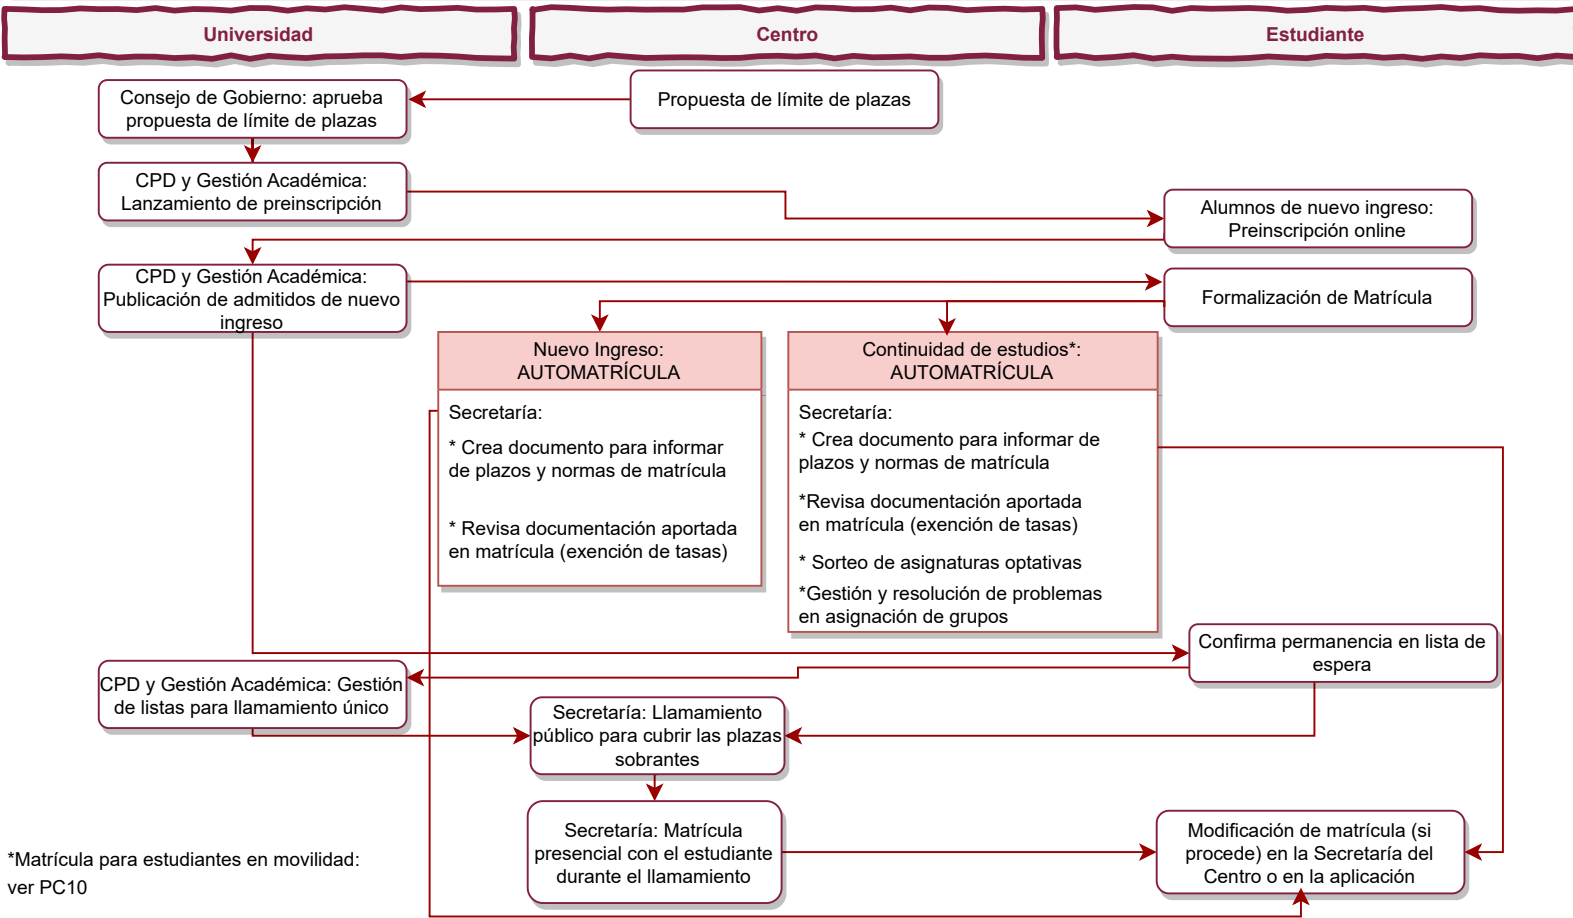 Universidad
Centro
Estudiante
Consejo de Gobierno: aprueba
propuesta de límite de plazas
Propuesta de límite de plazas
CPD y Gestión Académica:
Lanzamiento de preinscripción
Alumnos de nuevo ingreso:
Preinscripción online
CPD y Gestión Académica:
Publicación de admitidos de nuevo
ingreso
Formalización de Matrícula
Nuevo Ingreso:
AUTOMATRÍCULA
Secretaría:
* Crea documento para informar
de plazos y normas de matrícula
* Revisa documentación aportada
en matrícula (exención de tasas)
Continuidad de estudios*:
AUTOMATRÍCULA
Secretaría:
* Crea documento para informar de
plazos y normas de matrícula
*Revisa documentación aportada
en matrícula (exención de tasas)
* Sorteo de asignaturas optativas
*Gestión y resolución de problemas
en asignación de grupos
Confirma permanencia en lista de
espera
CPD y Gestión Académica: Gestión
de listas para llamamiento único
Secretaría: Llamamiento
público para cubrir las plazas
sobrantes
Secretaría: Matrícula
presencial con el estudiante
durante el llamamiento
Modificación de matrícula (si
procede) en la Secretaría del
Centro o en la aplicación
*Matrícula para estudiantes en movilidad:
ver PC10